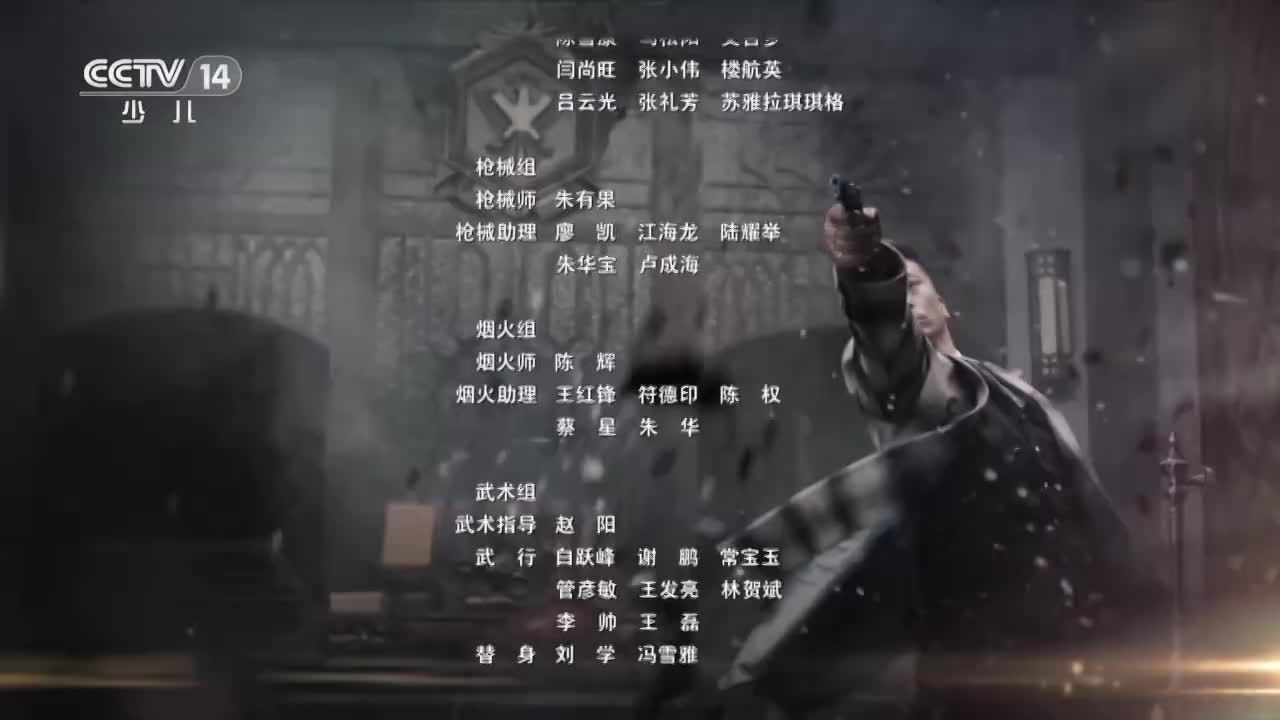 CCTV 14
少儿
闫尚旺 张小伟 楼航英
吕云光 张礼芳 苏雅拉琪琪格
枪械组
枪械师 朱有果
枪械助理 廖 凯 江海龙 陆耀举
朱华宝 卢成海
烟火组
烟火师 陈 辉
烟火助理 王红锋 符德印 陈 权
蔡 星 朱 华
武术组
武术指导 赵 阳
武 行 白跃峰 谢 鹏 常宝玉
管彦敏 王发亮 林贺斌
李 帅 王 磊
替 身 刘 学 冯雪雅